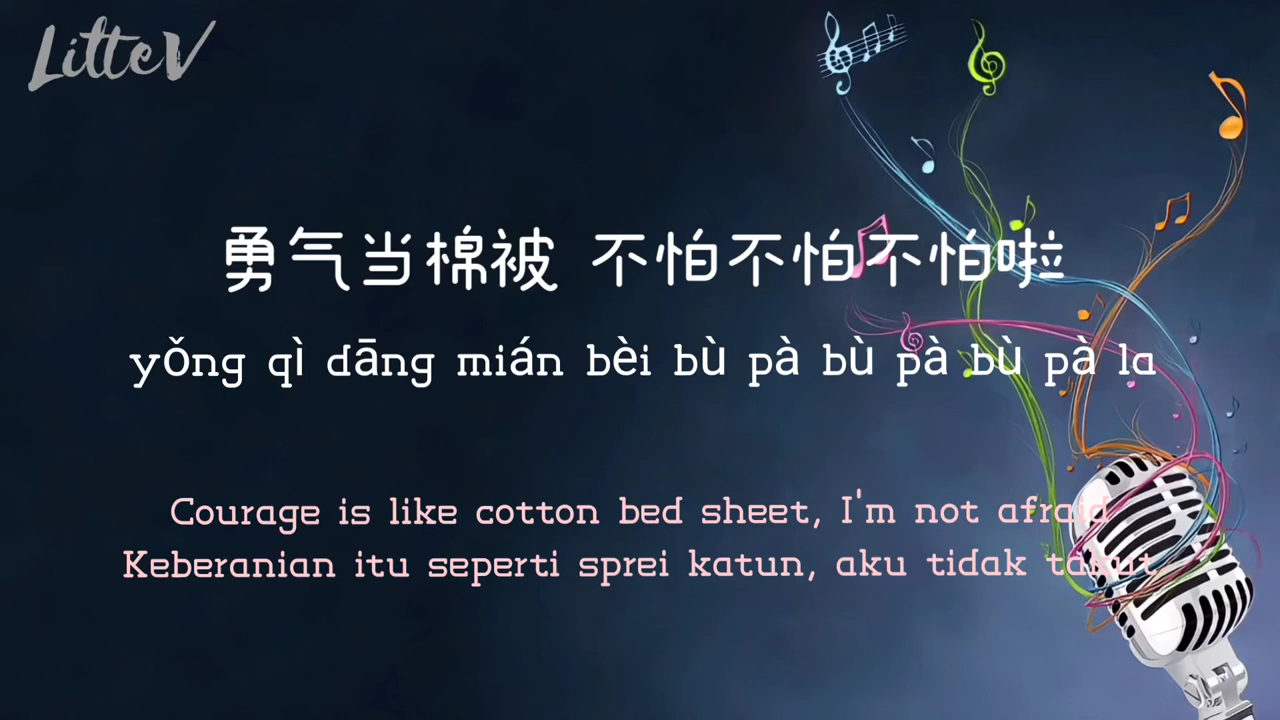 LitteV
勇气当棉被 不怕不怕不怕啦
yǒng qì dāng mián bèi bù pà bù pà bù pà la
Courage is like cotton bed sheet, I'm not afraid
Keberanian itu seperti sprei katun, aku tidak takut